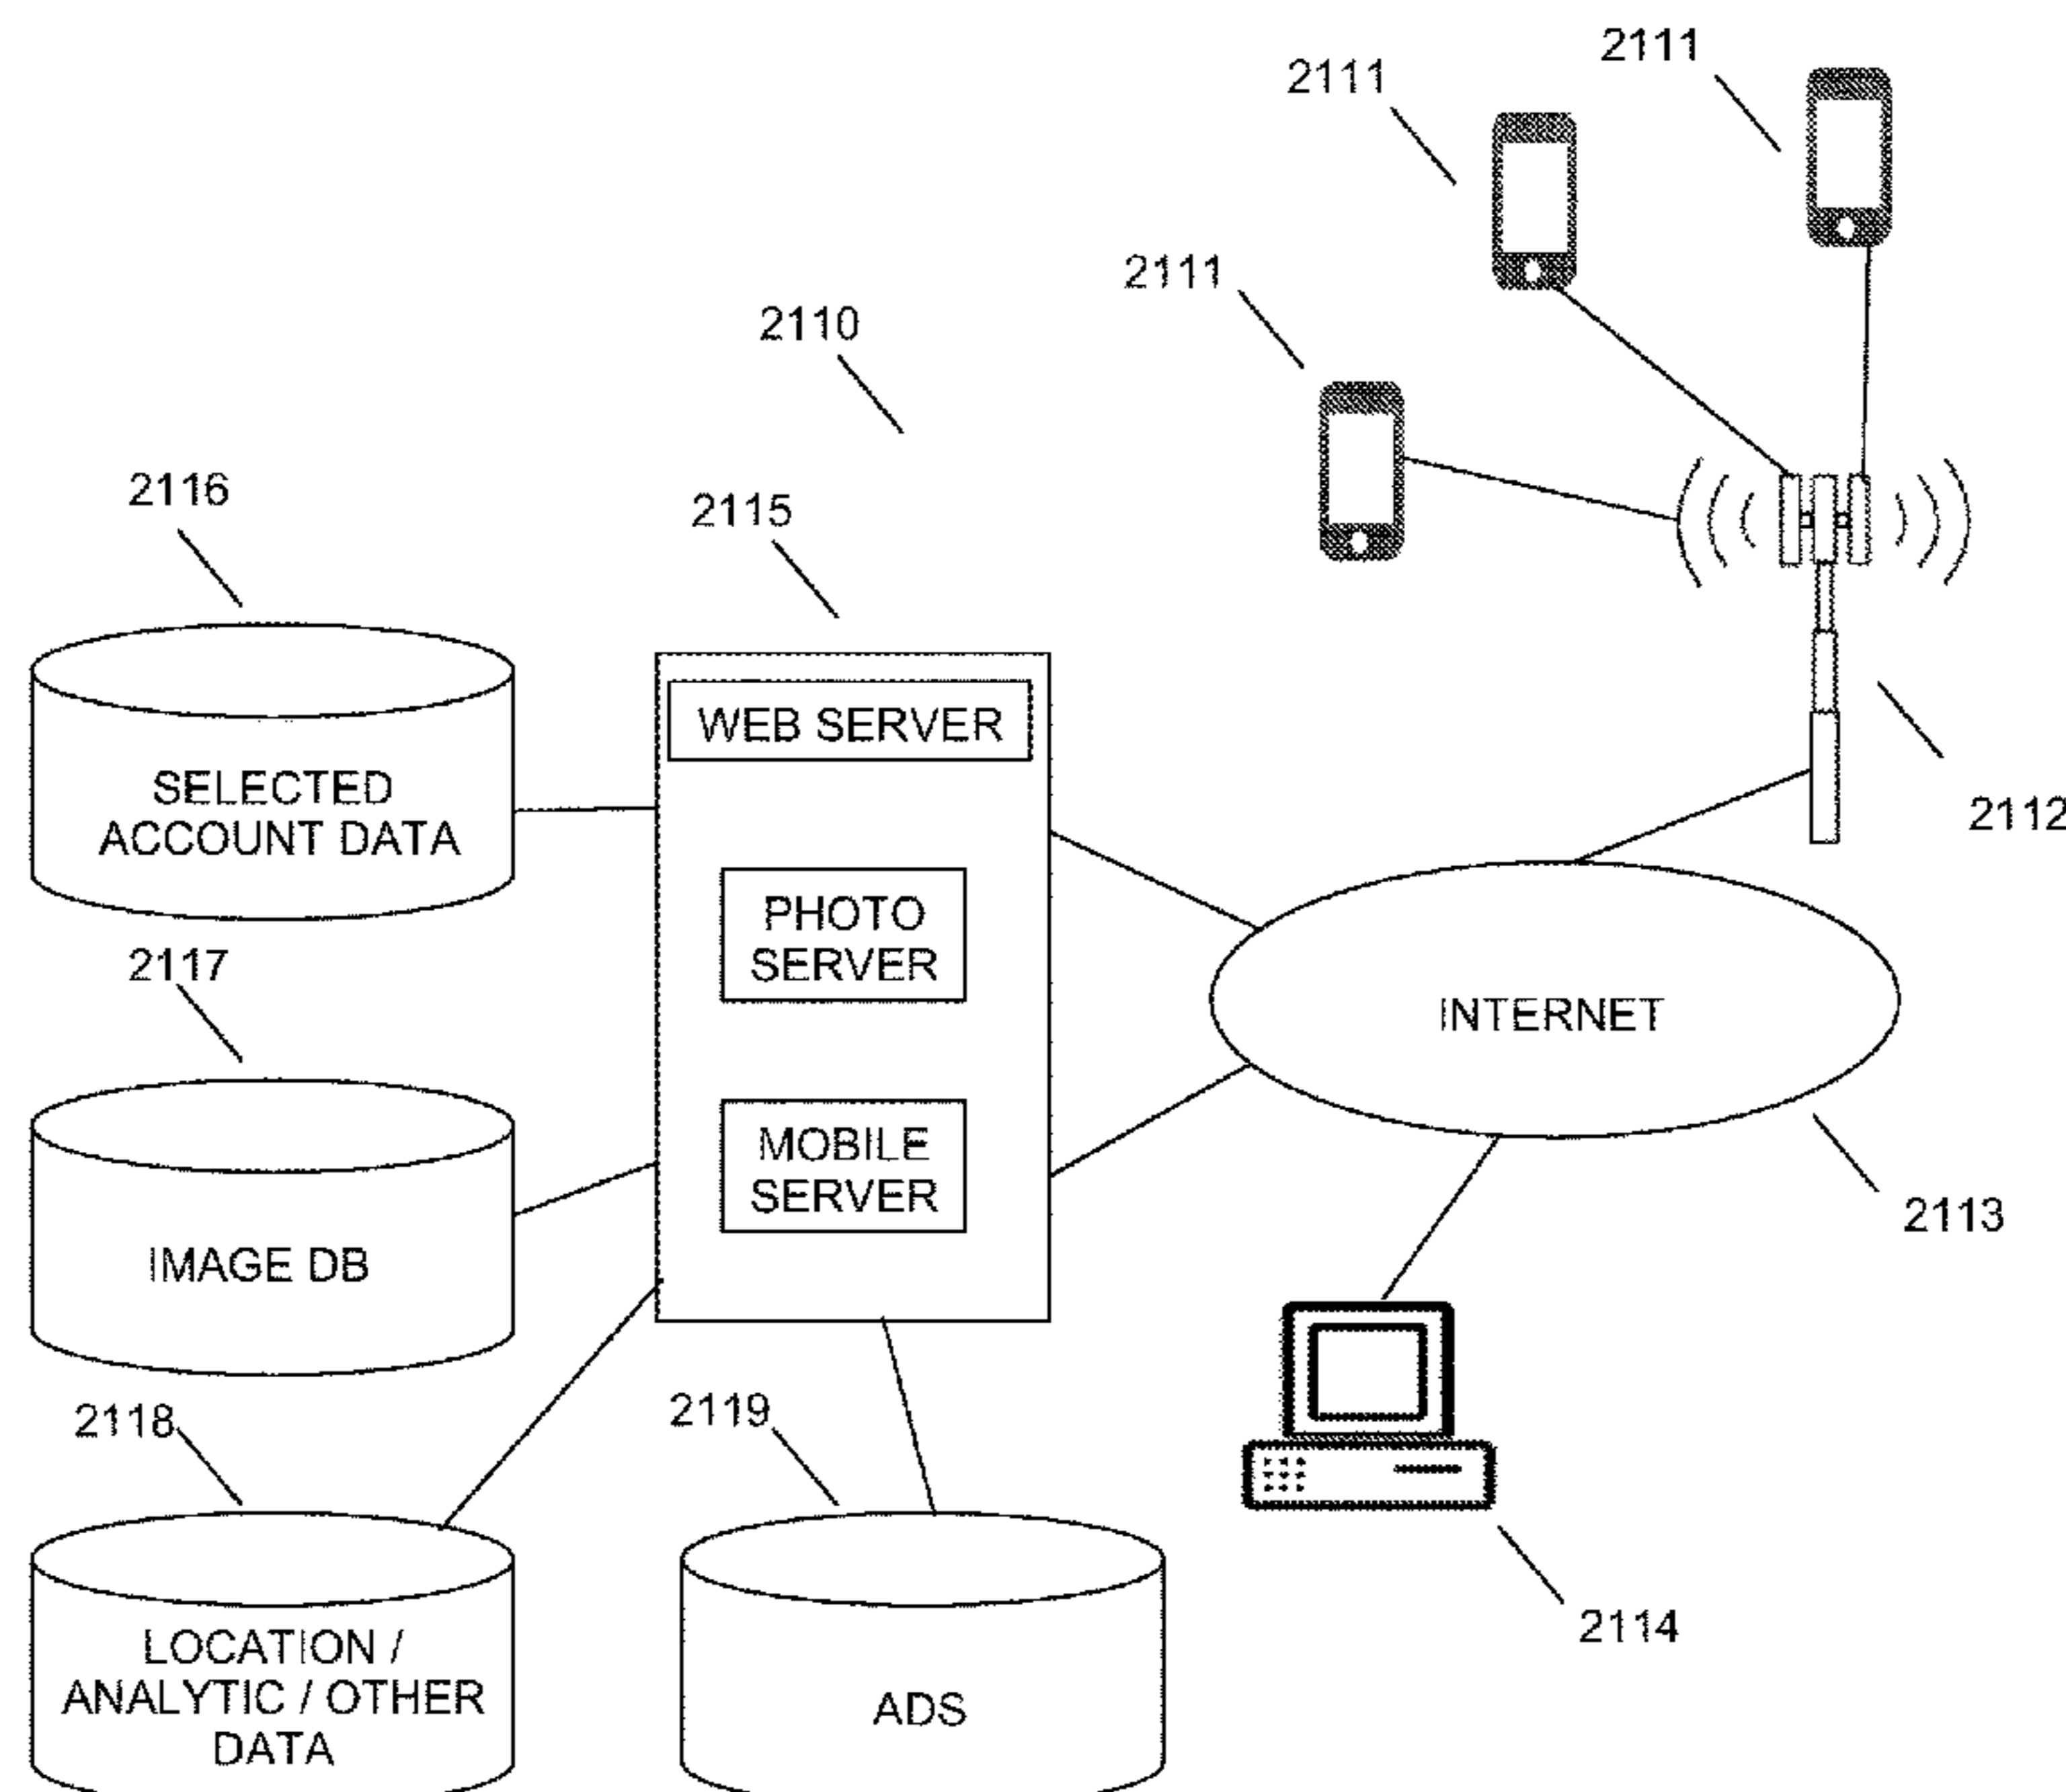 2111
2111
2111
2110
2116
2115
WEB SERVER
SELECTED
ACCOUNT DATA
2112
PHOTO
SERVER
2117
INTERNET
MOBILE
SERVER
2113
IMAGE DB
2118
2119
2114
LOCATION /
ANALYTIC / OTHER
DATA
ADS